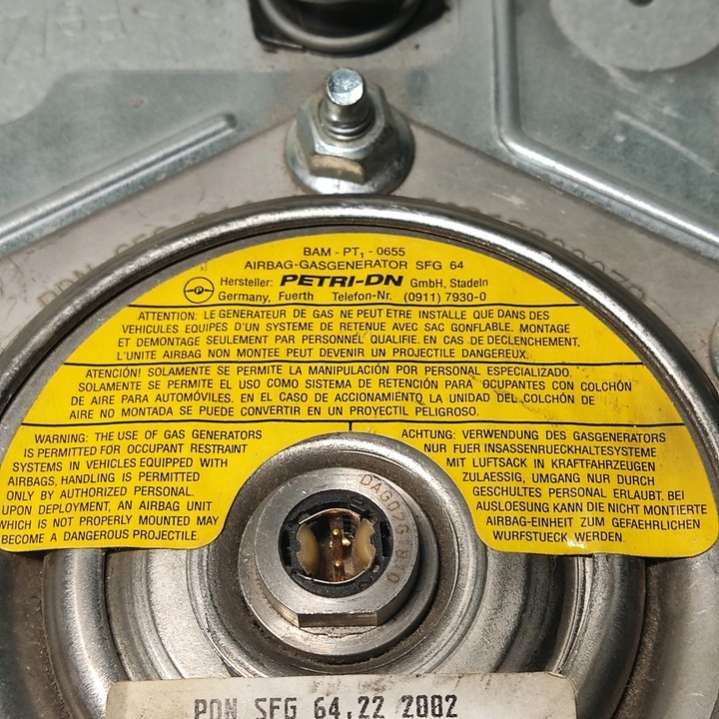 BAM - PT1 - 0655
AIRBAG-GASGENERATOR SFG 64
Hersteller: PETRI-DN GmbH, Stadeln
Germany, Fuerth Telefon-Nr. (0911) 7930-0
ATTENTION: LE GENERATEUR DE GAS NE PEUT ETRE INSTALLE QUE DANS DES
VEHICULES EQUIPES D'UN SYSTEME DE RETENUE AVEC SAC GONFLABLE. MONTAGE
ET DEMONTAGE SEULEMENT PAR PERSONNEL QUALIFIE. EN CAS DE DECLENCHEMENT.
L'UNITE AIRBAG NON MONTEE PEUT DEVENIR UN PROJECTILE DANGEREUX.
ATENCIÓN! SOLAMENTE SE PERMITE LA MANIPULACIÓN POR PERSONAL ESPECIALIZADO.
SOLAMENTE SE PERMITE EL USO COMO SISTEMA DE RETENCIÓN PARA OCUPANTES CON COLCHÓN
DE AIRE PARA AUTOMÓVILES. EN EL CASO DE ACCIONAMIENTO LA UNIDAD DEL COLCHÓN DE
AIRE NO MONTADA SE PUEDE CONVERTIR EN UN PROYECTIL PELIGROSO.
WARNING: THE USE OF GAS GENERATORS
IS PERMITTED FOR OCCUPANT RESTRAINT
SYSTEMS IN VEHICLES EQUIPPED WITH
AIRBAGS, HANDLING IS PERMITTED
ONLY BY AUTHORIZED PERSONAL.
UPON DEPLOYMENT, AN AIRBAG UNIT
WHICH IS NOT PROPERLY MOUNTED MAY
BECOME A DANGEROUS PROJECTILE.
ACHTUNG: VERWENDUNG DES GASGENERATORS
NUR FUER INSASSENRUECKHALTESYSTEME
MIT LUFTSACK IN KRAFTFAHRZEUGEN
ZULAESSIG, UMGANG NUR DURCH
GESCHULTES PERSONAL ERLAUBT. BEI
AUSLOESUNG KANN DIE NICHT MONTIERTE
AIRBAG-EINHEIT ZUM GEFAEHRLICHEN
WURFSTUECK WERDEN.
PDN SFG 64.22 2002